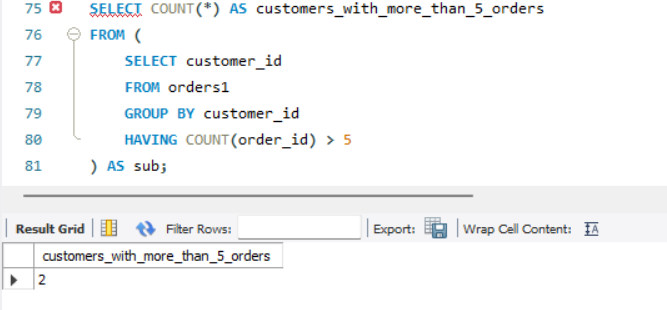 75 SELECT COUNT(*) AS customers_with_more_than_5_orders
76 FROM (
77 SELECT customer_id
78 FROM orders1
79 GROUP BY customer_id
80 HAVING COUNT(order_id) > 5
81 ) AS sub;
Result Grid Filter Rows: Export: Wrap Cell Content:
customers_with_more_than_5_orders
2